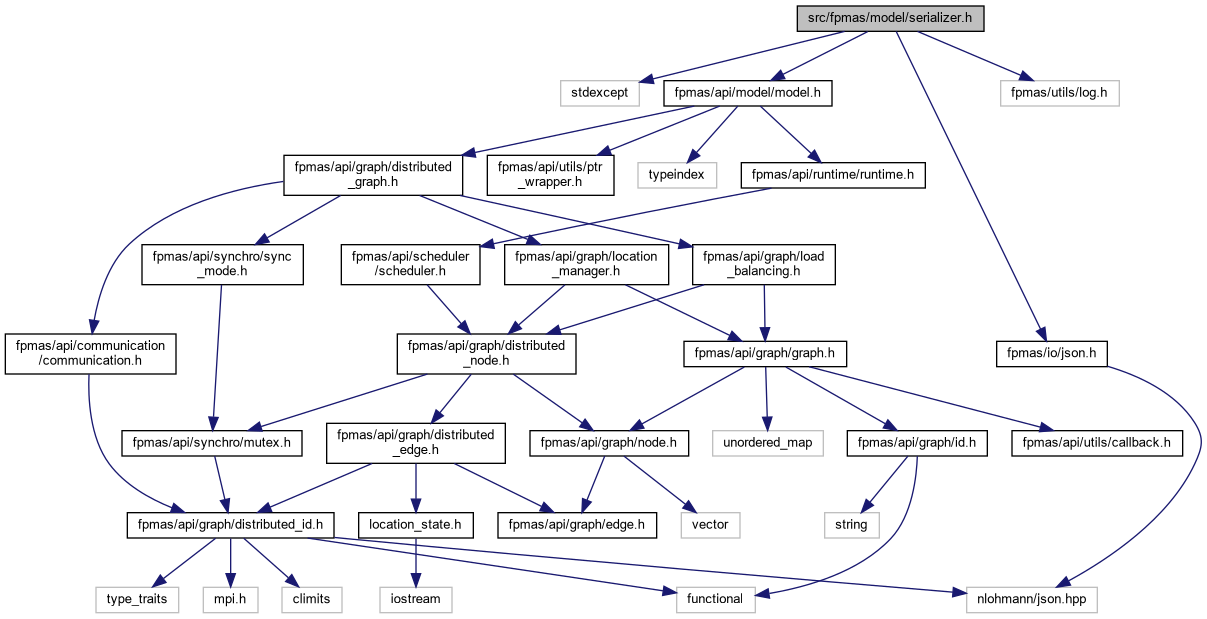 src/fpmas/model/serializer.h
stdexcept
fpmas/api/model/model.h
fpmas/utils/log.h
fpmas/api/graph/distributed
_graph.h
fpmas/api/utils/ptr
_wrapper.h
typeindex
fpmas/api/runtime/runtime.h
fpmas/api/synchro/sync
_mode.h
fpmas/api/scheduler
/scheduler.h
fpmas/api/graph/location
_manager.h
fpmas/api/graph/load
_balancing.h
fpmas/api/communication
/communication.h
fpmas/api/graph/distributed
_node.h
fpmas/api/graph/graph.h
fpmas/io/json.h
fpmas/api/synchro/mutex.h
fpmas/api/graph/distributed
_edge.h
fpmas/api/graph/node.h
unordered_map
fpmas/api/graph/id.h
fpmas/api/utils/callback.h
fpmas/api/graph/distributed_id.h
location_state.h
fpmas/api/graph/edge.h
vector
string
type_traits
mpi.h
climits
iostream
functional
nlohmann/json.hpp